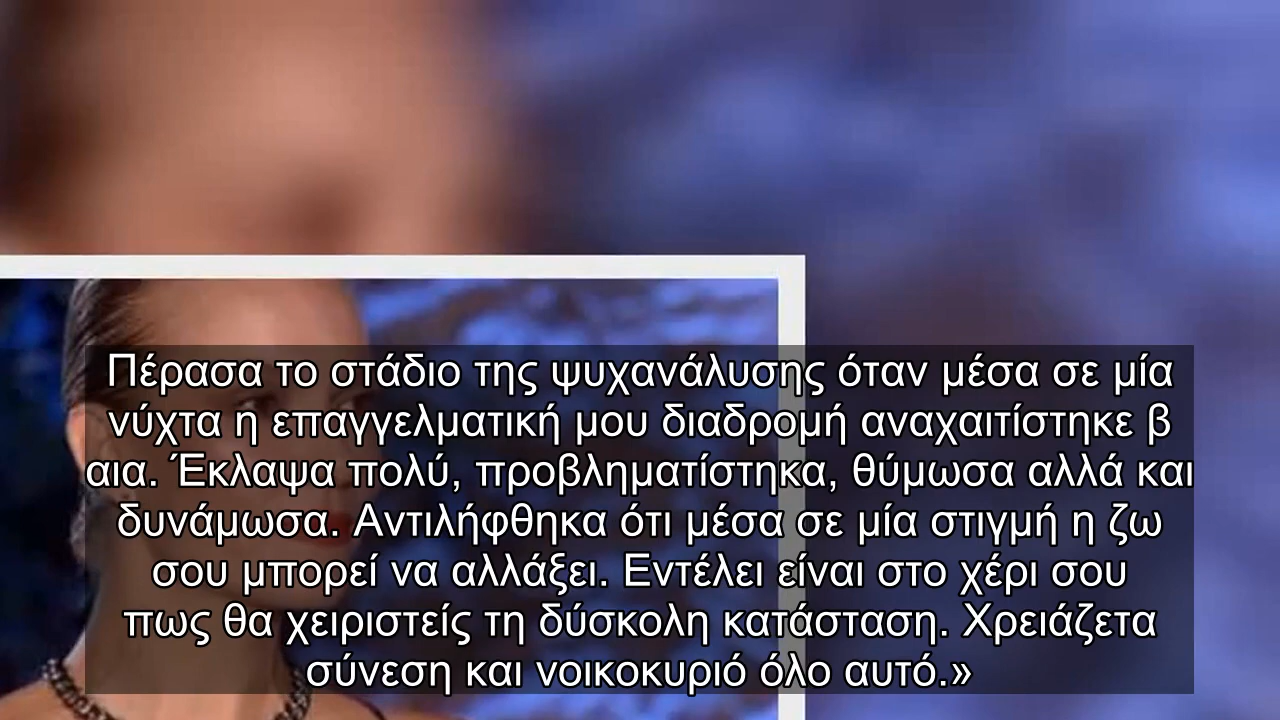 Πέρασα το στάδιο της ψυχανάλυσης όταν μέσα σε μία
νύχτα η επαγγελματική μου διαδρομή αναχαιτίστηκε β
αια. Έκλαψα πολύ, προβληματίστηκα, θύμωσα αλλά και
δυνάμωσα. Αντιλήφθηκα ότι μέσα σε μία στιγμή η ζω
σου μπορεί να αλλάξει. Εντέλει είναι στο χέρι σου
πως θα χειριστείς τη δύσκολη κατάσταση. Χρειάζετα
σύνεση και νοικοκυριό όλο αυτό.»